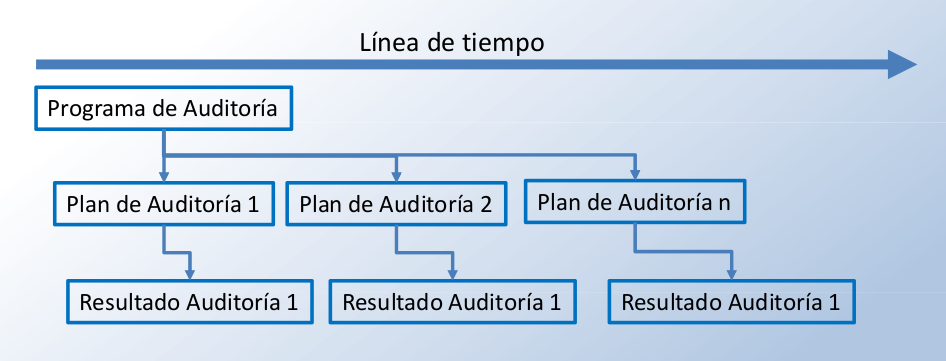 Línea de tiempo
Programa de Auditoría
Plan de Auditoría 1
Plan de Auditoría 2
Plan de Auditoría n
Resultado Auditoría 1
Resultado Auditoría 1
Resultado Auditoría 1